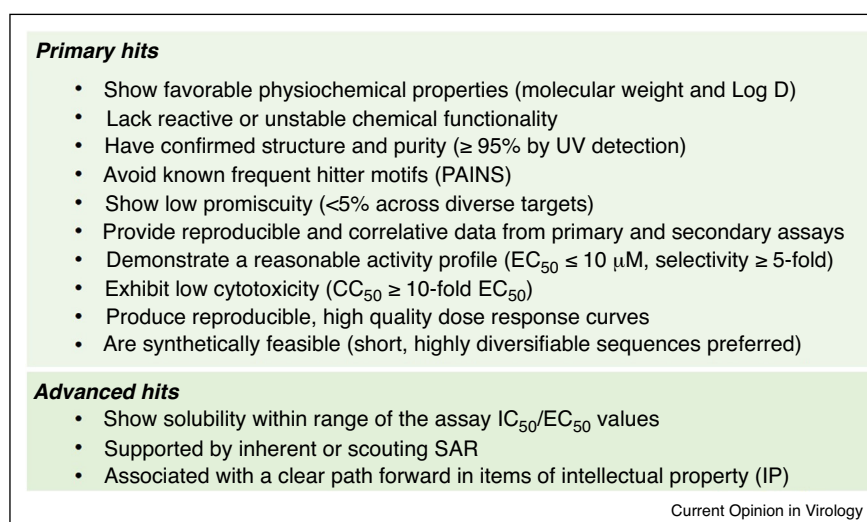 Primary hits
• Show favorable physiochemical properties (molecular weight and Log D)
• Lack reactive or unstable chemical functionality
• Have confirmed structure and purity (≥ 95% by UV detection)
• Avoid known frequent hitter motifs (PAINS)
• Show low promiscuity (<5% across diverse targets)
• Provide reproducible and correlative data from primary and secondary assays
• Demonstrate a reasonable activity profile (EC50 ≤ 10 μM, selectivity ≥ 5-fold)
• Exhibit low cytotoxicity (CC50 ≥ 10-fold EC50)
• Produce reproducible, high quality dose response curves
• Are synthetically feasible (short, highly diversifiable sequences preferred)
Advanced hits
• Show solubility within range of the assay IC50/EC50 values
• Supported by inherent or scouting SAR
• Associated with a clear path forward in items of intellectual property (IP)
Current Opinion in Virology